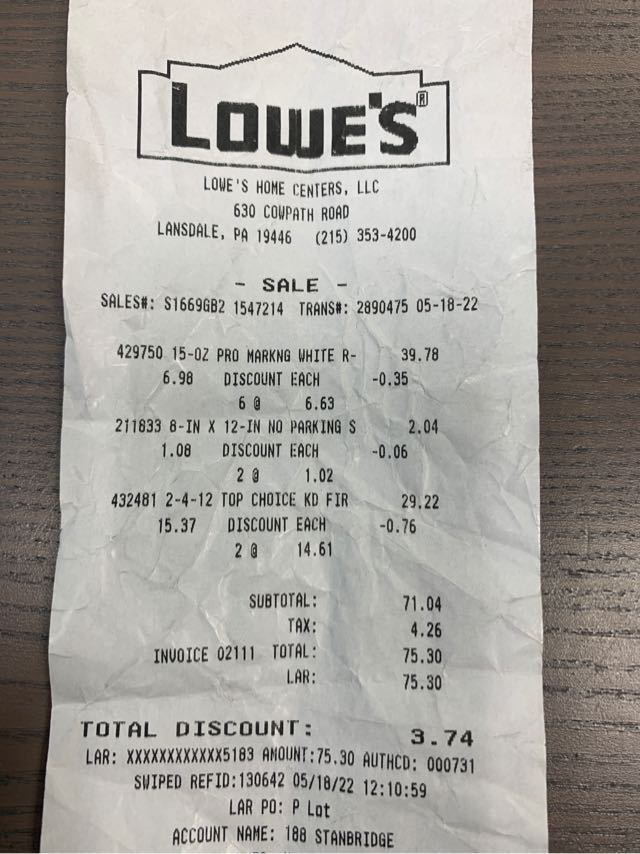 LOWE'S®
LOWE'S HOME CENTERS, LLC
630 COWPATH ROAD
LANSDALE, PA 19446 (215) 353-4200
- SALE -
SALES#: S1669GB2 1547214 TRANS#: 2890475 05-18-22
429750 15-OZ PRO MARKNG WHITE R- 39.78
6.98 DISCOUNT EACH -0.35
6 @ 6.63
211833 8-IN X 12-IN NO PARKING S 2.04
1.08 DISCOUNT EACH -0.06
2 @ 1.02
432481 2-4-12 TOP CHOICE KD FIR 29.22
15.37 DISCOUNT EACH -0.76
2 @ 14.61
SUBTOTAL: 71.04
TAX: 4.26
INVOICE 02111 TOTAL: 75.30
LAR: 75.30
TOTAL DISCOUNT: 3.74
LAR: XXXXXXXXXXXX5183 AMOUNT:75.30 AUTHCD: 000731
SWIPED REFID:130642 05/18/22 12:10:59
LAR PO: P Lot
ACCOUNT NAME: 188 STANBRIDGE